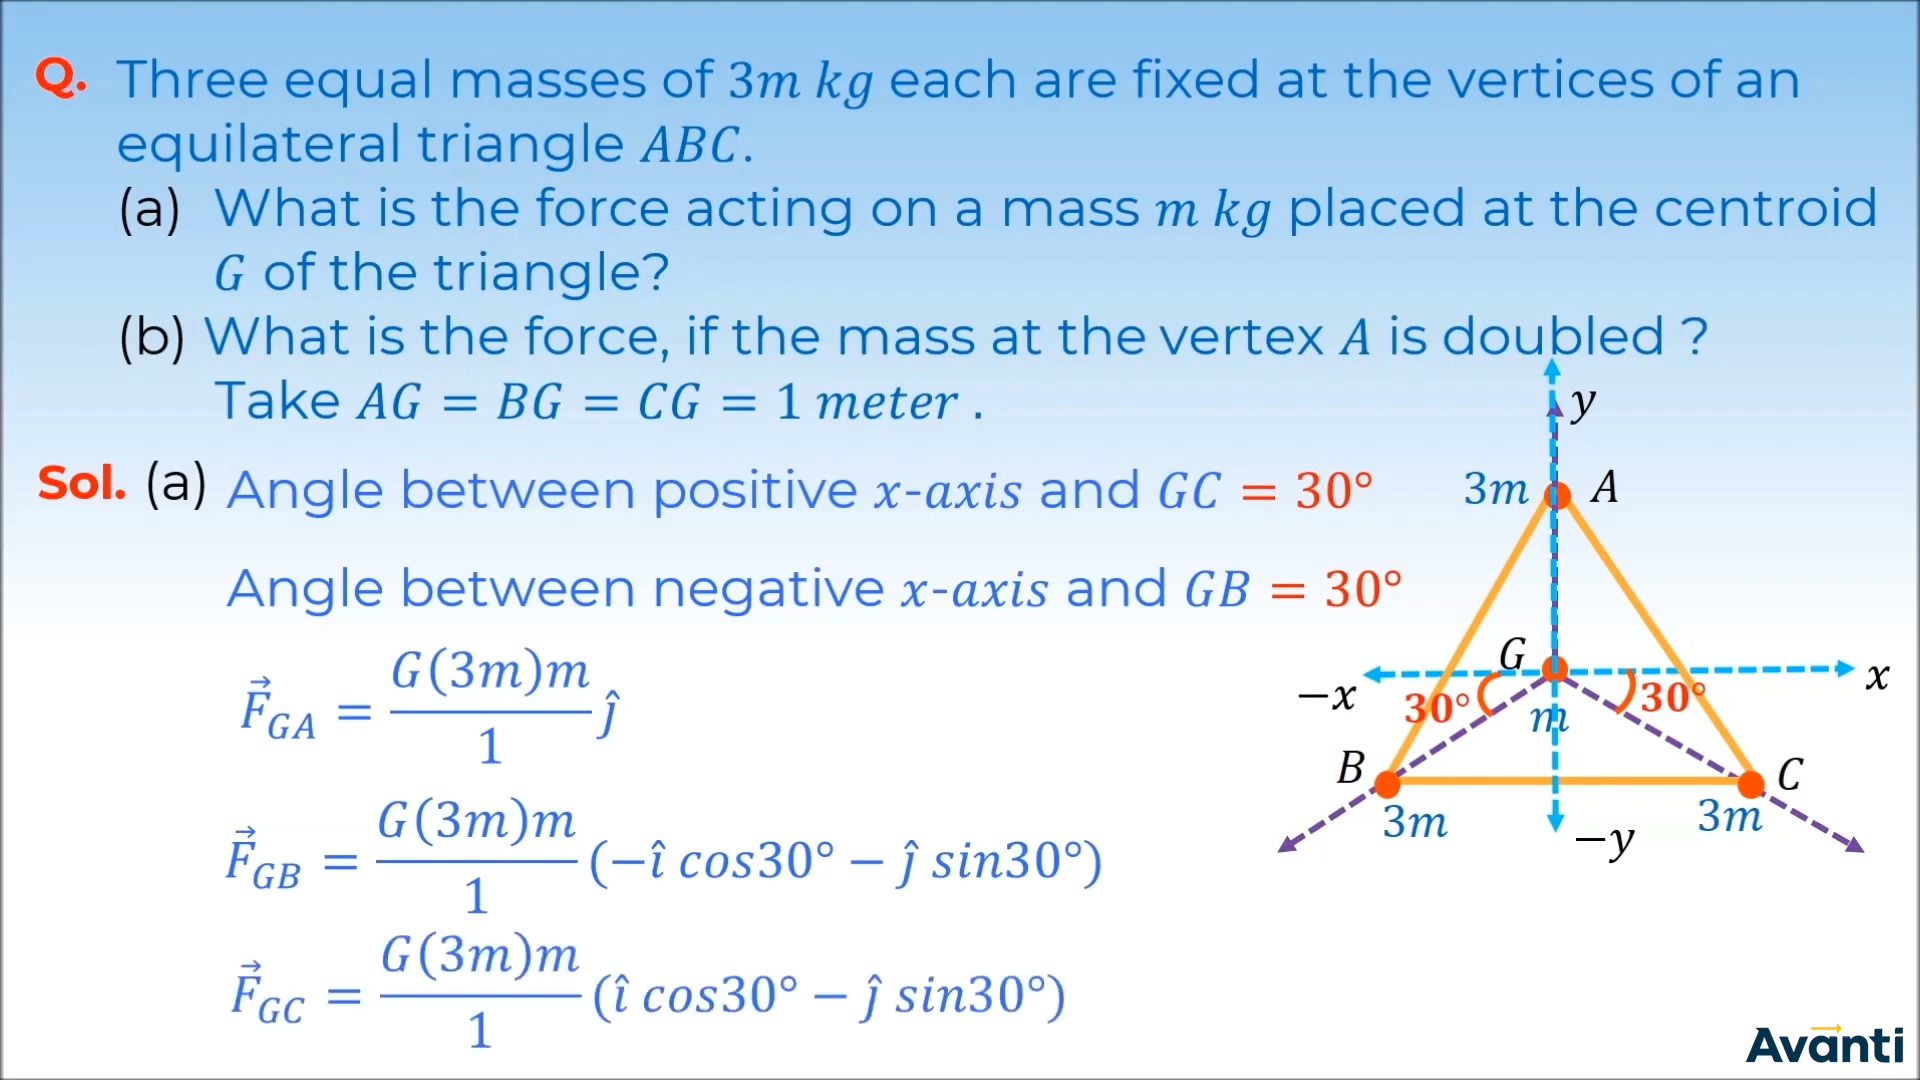 Q. Three equal masses of 3m kg each are fixed at the vertices of an
equilateral triangle ABC.
(a) What is the force acting on a mass m kg placed at the centroid
G of the triangle?
(b) What is the force, if the mass at the vertex A is doubled ?
Take AG = BG = CG = 1 meter .
Sol. (a) Angle between positive x-axis and GC = 30°
Angle between negative x-axis and GB = 30°
F⃗_GA = G(3m)m / 1 ĵ
F⃗_GB = G(3m)m / 1 (−î cos30° − ĵ sin30°)
F⃗_GC = G(3m)m / 1 (î cos30° − ĵ sin30°)
y
3m A
G
−x 30° 30° x
m
B C
3m 3m
−y
Avanti